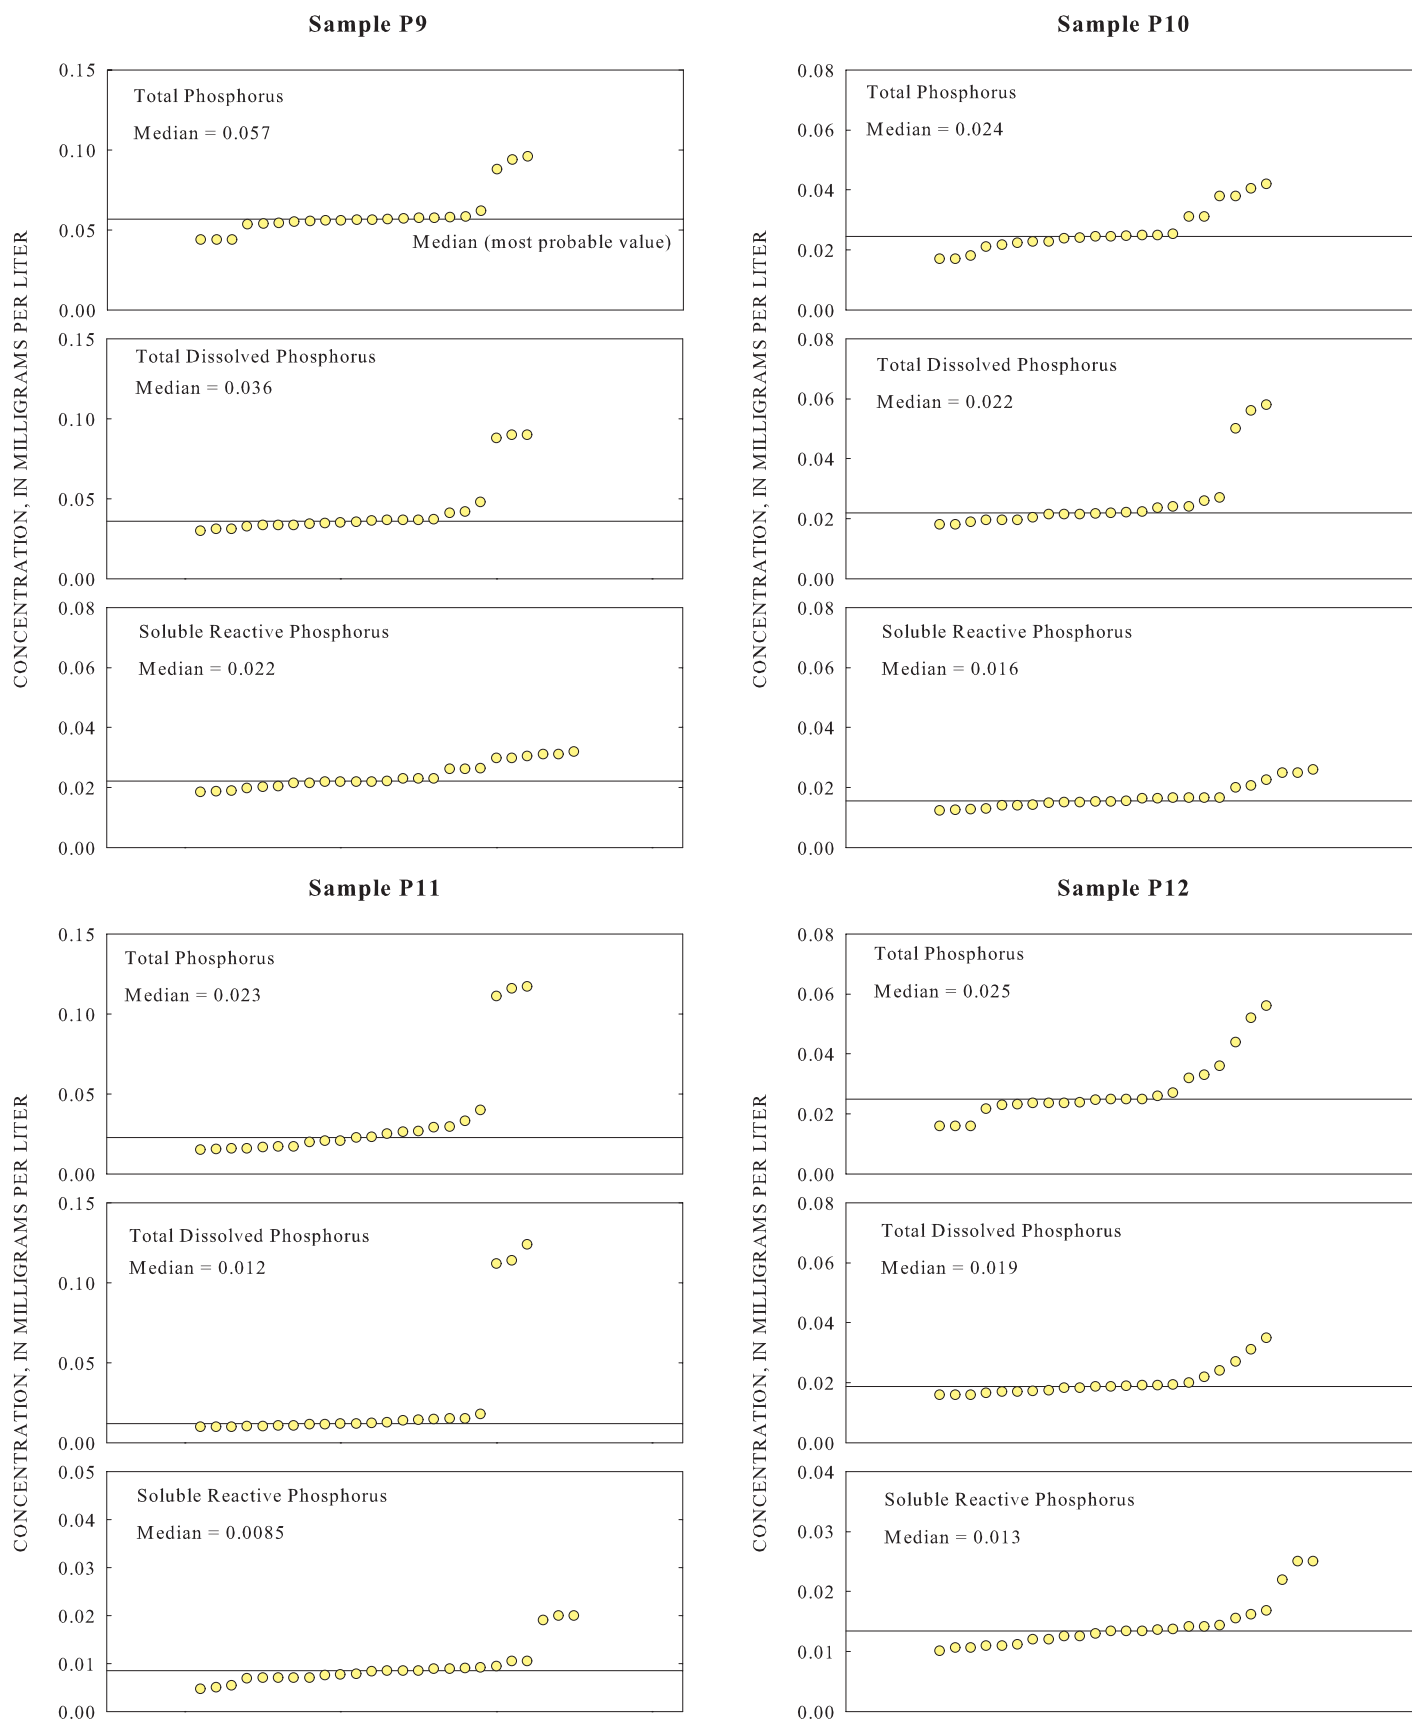 Sample P9
CONCENTRATION, IN MILLIGRAMS PER LITER
0.15
0.10
0.05
0.00
Total Phosphorus
Median = 0.057
Median (most probable value)
0.15
0.10
0.05
0.00
Total Dissolved Phosphorus
Median = 0.036
0.08
0.06
0.04
0.02
0.00
Soluble Reactive Phosphorus
Median = 0.022
Sample P10
CONCENTRATION, IN MILLIGRAMS PER LITER
0.08
0.06
0.04
0.02
0.00
Total Phosphorus
Median = 0.024
0.08
0.06
0.04
0.02
0.00
Total Dissolved Phosphorus
Median = 0.022
0.08
0.06
0.04
0.02
0.00
Soluble Reactive Phosphorus
Median = 0.016
Sample P11
CONCENTRATION, IN MILLIGRAMS PER LITER
0.15
0.10
0.05
0.00
Total Phosphorus
Median = 0.023
0.15
0.10
0.05
0.00
Total Dissolved Phosphorus
Median = 0.012
0.05
0.04
0.03
0.02
0.01
0.00
Soluble Reactive Phosphorus
Median = 0.0085
Sample P12
CONCENTRATION, IN MILLIGRAMS PER LITER
0.08
0.06
0.04
0.02
0.00
Total Phosphorus
Median = 0.025
0.08
0.06
0.04
0.02
0.00
Total Dissolved Phosphorus
Median = 0.019
0.04
0.03
0.02
0.01
0.00
Soluble Reactive Phosphorus
Median = 0.013